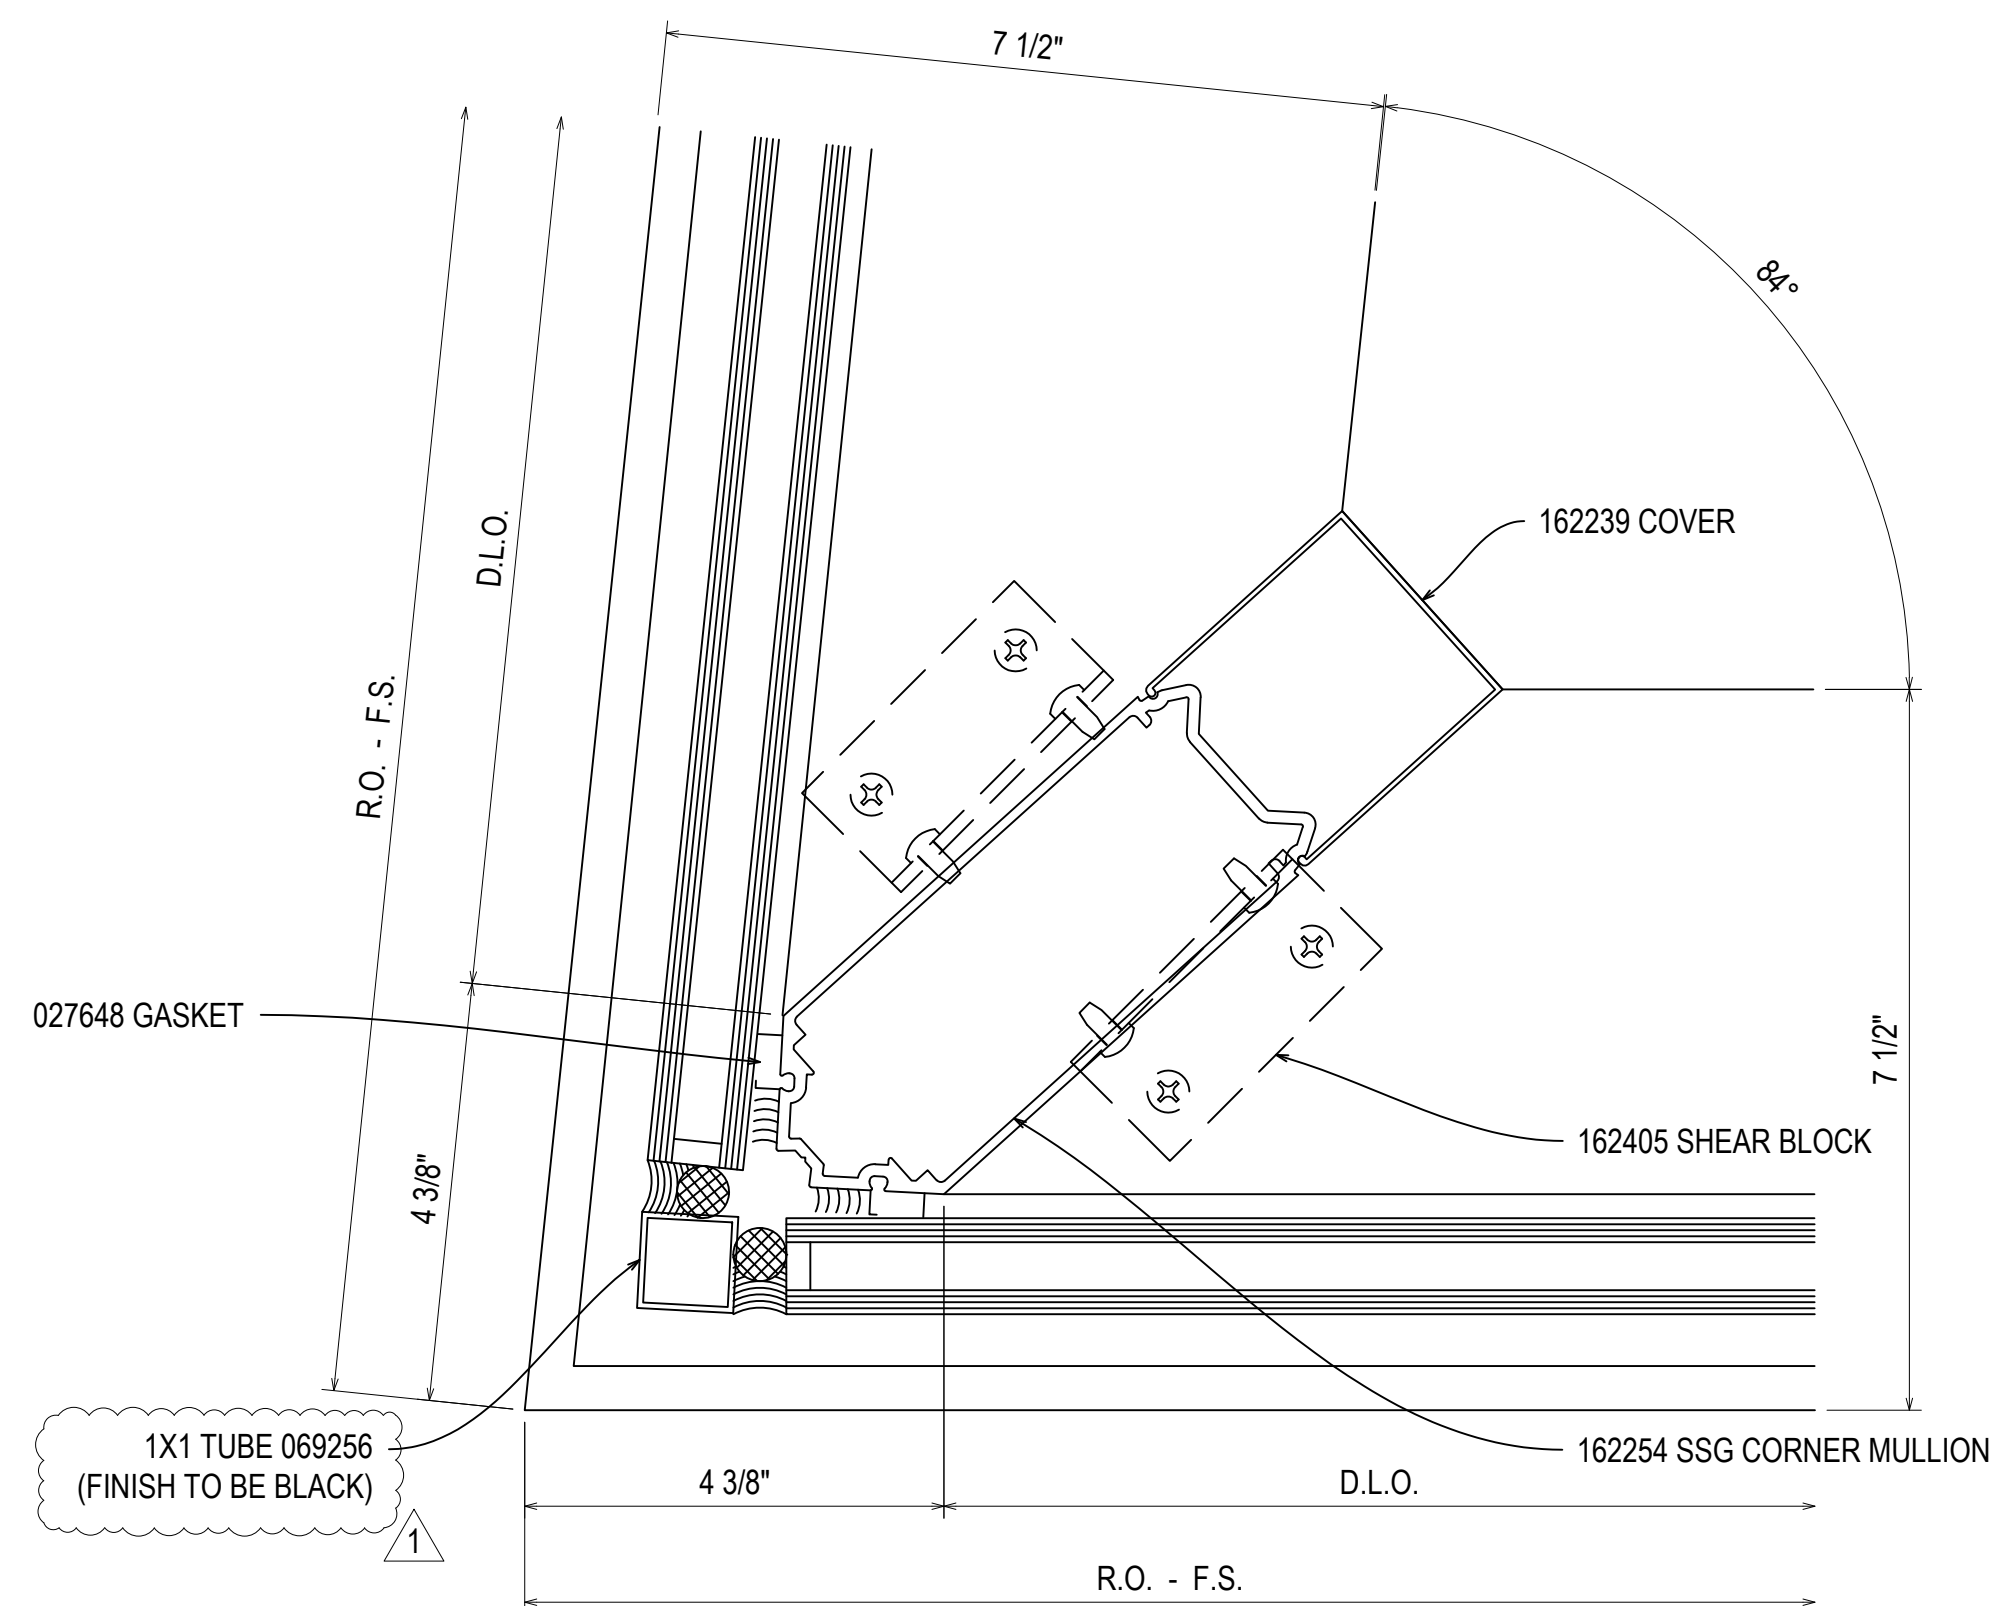 7 1/2"
84°
162239 COVER
D.L.O.
R.O. - F.S.
027648 GASKET
7 1/2"
162405 SHEAR BLOCK
4 3/8"
1X1 TUBE 069256
(FINISH TO BE BLACK)
1
162254 SSG CORNER MULLION
4 3/8"
D.L.O.
R.O. - F.S.